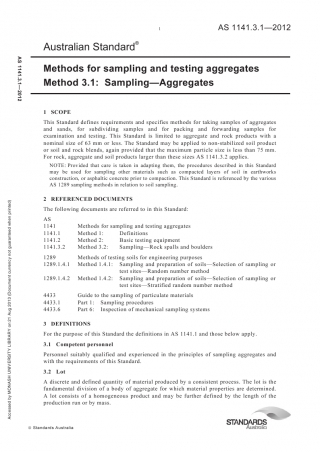 1
AS 1141.3.1—2012
AS 1141.3.1—2012
Australian Standard®
Methods for sampling and testing aggregates
Method 3.1: Sampling—Aggregates
1 SCOPE
This Standard defines requirements and specifies methods for taking samples of aggregates
and sands, for subdividing samples and for packing and forwarding samples for
examination and testing. This Standard is limited to aggregate and rock products with a
nominal size of 63 mm or less. The Standard may be applied to non-stabilized soil product
or soil and rock blends, again provided that the maximum particle size is less than 75 mm.
For rock, aggregate and soil products larger than these sizes AS 1141.3.2 applies.
NOTE: Provided that care is taken in adapting them, the procedures described in this Standard
may be used for sampling other materials such as compacted layers of soil in earthworks
construction, or asphaltic concrete prior to compaction. This Standard is referenced by the various
AS 1289 sampling methods in relation to soil sampling.
2 REFERENCED DOCUMENTS
The following documents are referred to in this Standard:
AS
1141 Methods for sampling and testing aggregates
1141.1 Method 1: Definitions
1141.2 Method 2: Basic testing equipment
1141.3.2 Method 3.2: Sampling—Rock spalls and boulders
1289 Methods of testing soils for engineering purposes
1289.1.4.1 Method 1.4.1: Sampling and preparation of soils—Selection of sampling or
test sites—Random number method
1289.1.4.2 Method 1.4.2: Sampling and preparation of soils—Selection of sampling or
test sites—Stratified random number method
4433 Guide to the sampling of particulate materials
4433.1 Part 1: Sampling procedures
4433.6 Part 6: Inspection of mechanical sampling systems
3 DEFINITIONS
For the purpose of this Standard the definitions in AS 1141.1 and those below apply.
3.1 Competent personnel
Personnel suitably qualified and experienced in the principles of sampling aggregates and
with the requirements of this Standard.
3.2 Lot
A discrete and defined quantity of material produced by a consistent process. The lot is the
fundamental division of a body of aggregate for which material properties are determined.
A lot consists of a homogeneous product and may be further defined by the length of the
production run or by mass.
Accessed by MONASH UNIVERSITY LIBRARY on 21 Aug 2013 (Document currency not guaranteed when printed)
© Standards Australia
STANDARDS
Australia